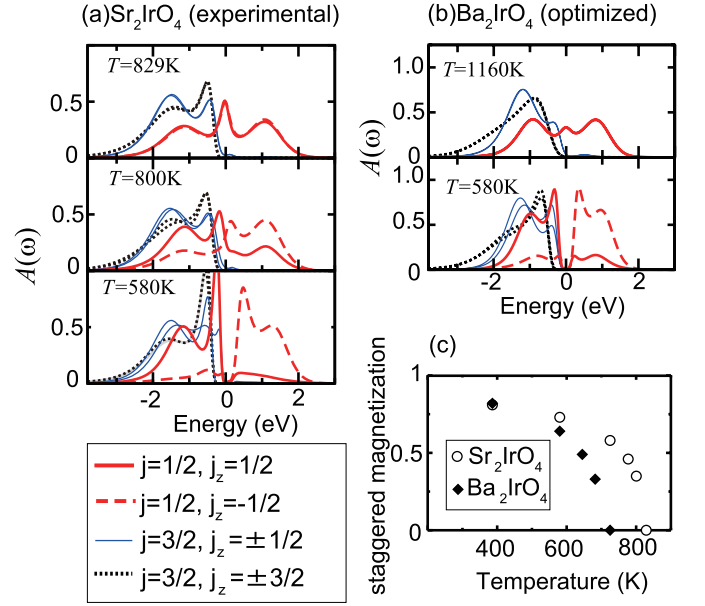 (a)Sr2IrO4 (experimental)
T=829K
0.5
0
T=800K
0.5
0
T=580K
0.5
0
-2 0 2
Energy (eV)
A(ω)
j=1/2, jz=1/2
j=1/2, jz=-1/2
j=3/2, jz=±1/2
j=3/2, jz=±3/2
(b)Ba2IrO4 (optimized)
1.0
T=1160K
0.5
0
1.0
T=580K
0.5
0
-2 0 2
Energy (eV)
A(ω)
(c)
1
0.5
0
Sr2IrO4
Ba2IrO4
400 600 800
Temperature (K)
staggered magnetization